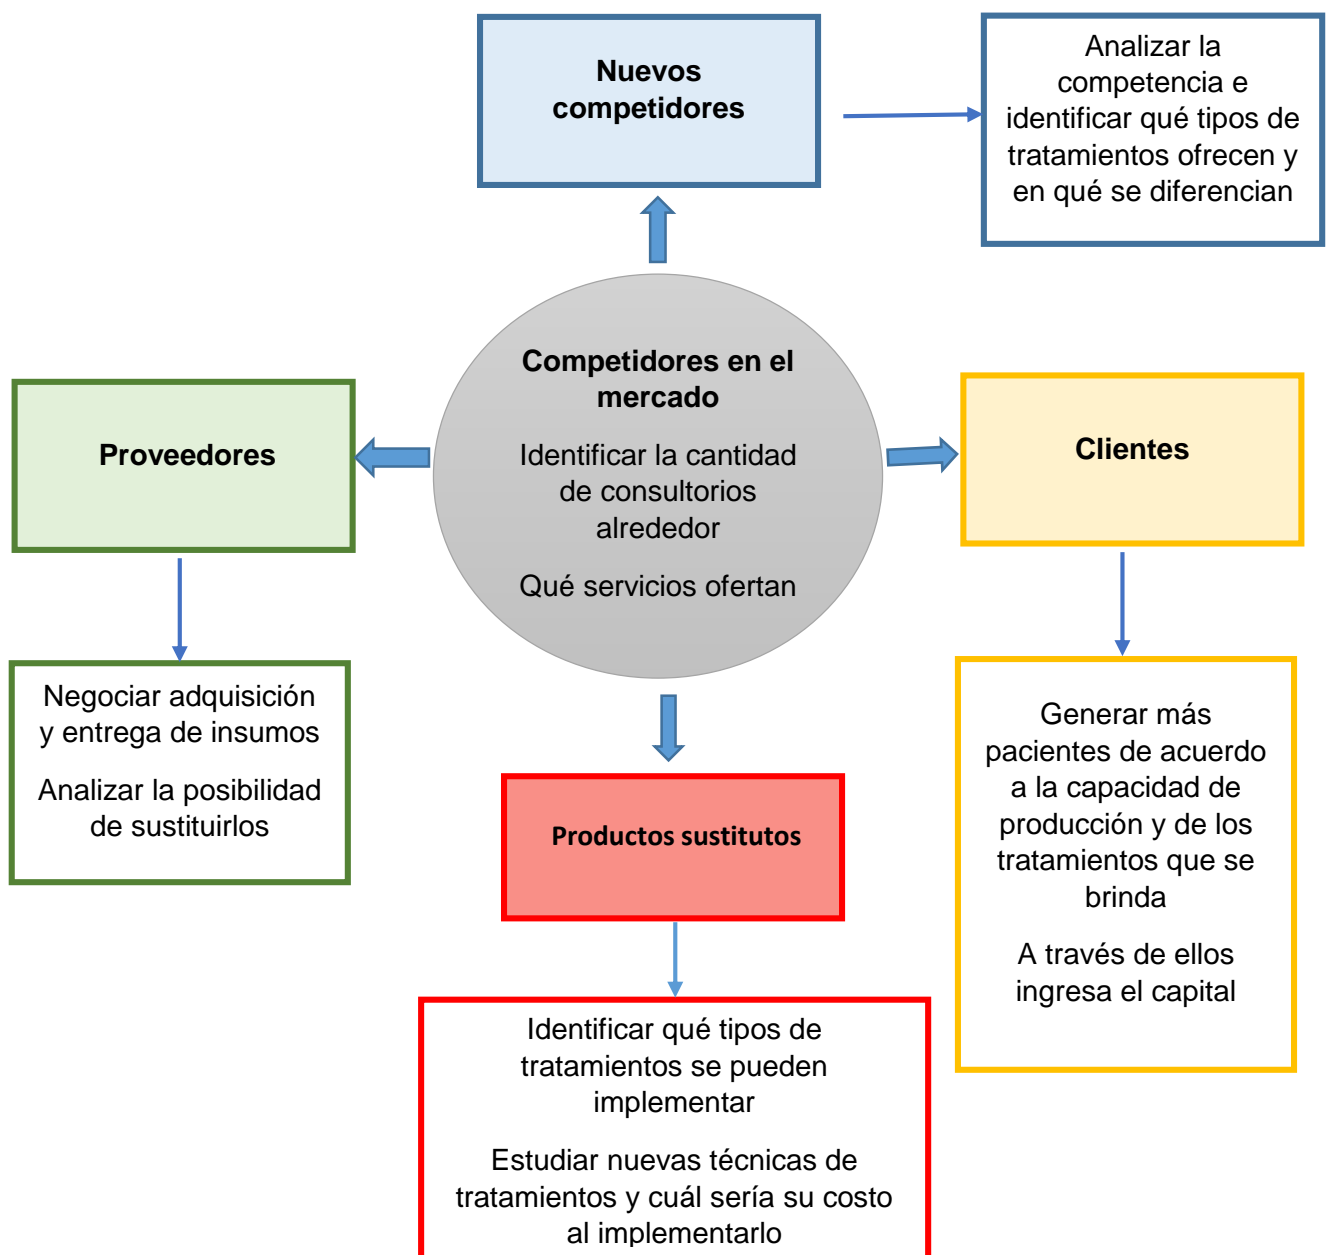 Nuevos
competidores
Analizar la
competencia e
identificar qué tipos de
tratamientos ofrecen y
en qué se diferencian
Competidores en el
mercado
Identificar la cantidad
de consultorios
alrededor
Qué servicios ofertan
Proveedores
Clientes
Negociar adquisición
y entrega de insumos
Analizar la posibilidad
de sustituirlos
Productos sustitutos
Generar más
pacientes de acuerdo
a la capacidad de
producción y de los
tratamientos que se
brinda
A través de ellos
ingresa el capital
Identificar qué tipos de
tratamientos se pueden
implementar
Estudiar nuevas técnicas de
tratamientos y cuál sería su costo
al implementarlo